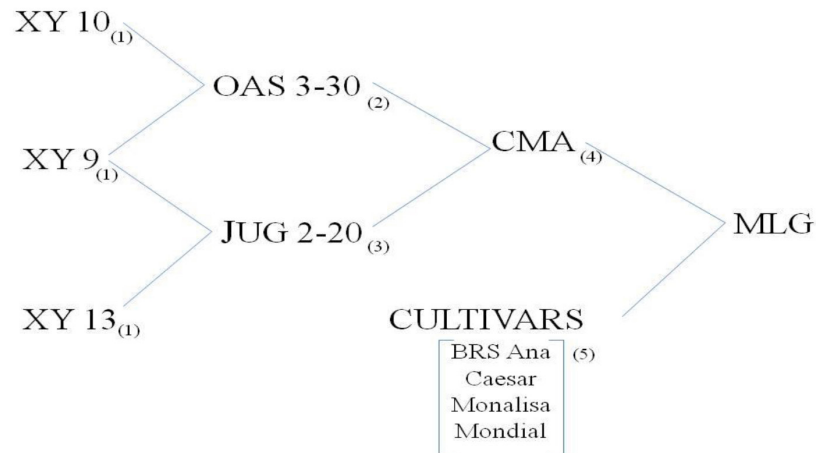 XY 10 (1)
OAS 3-30 (2)
CMA (4)
XY 9 (1)
MLG
JUG 2-20 (3)
XY 13 (1)
CULTIVARS
BRS Ana (5)
Caesar
Monalisa
Mondial